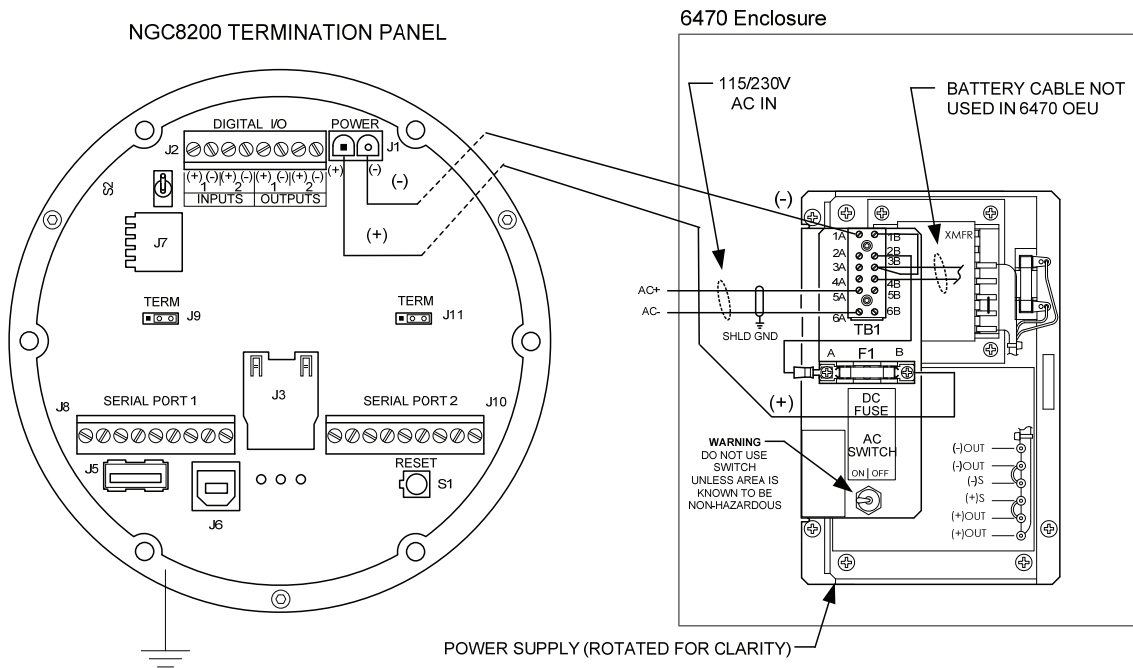 6470 Enclosure
NGC8200 TERMINATION PANEL
115/230V
AC IN
BATTERY CABLE NOT
USED IN 6470 OEU
DIGITAL I/O
POWER
J2
J1
(+) (-) (+) (-) (+) (-) (+) (-)
1 2 1 2
INPUTS OUTPUTS
(+)
(-)
(-)
(+)
S2
J7
TERM
J9
TERM
J11
J3
J8
SERIAL PORT 1
SERIAL PORT 2
J10
J5
J6
RESET
S1
(-)
XMFR
1A
1B
2A
2B
3A
3B
4A
4B
5A
5B
6A
6B
TB1
AC+
AC-
SHLD GND
A
F1
B
(+)
DC
FUSE
AC
SWITCH
ON | OFF
WARNING
DO NOT USE
SWITCH
UNLESS AREA IS
KNOWN TO BE
NON-HAZARDOUS
(-)OUT
(-)OUT
(-)S
(+)S
(+)OUT
(+)OUT
POWER SUPPLY (ROTATED FOR CLARITY)